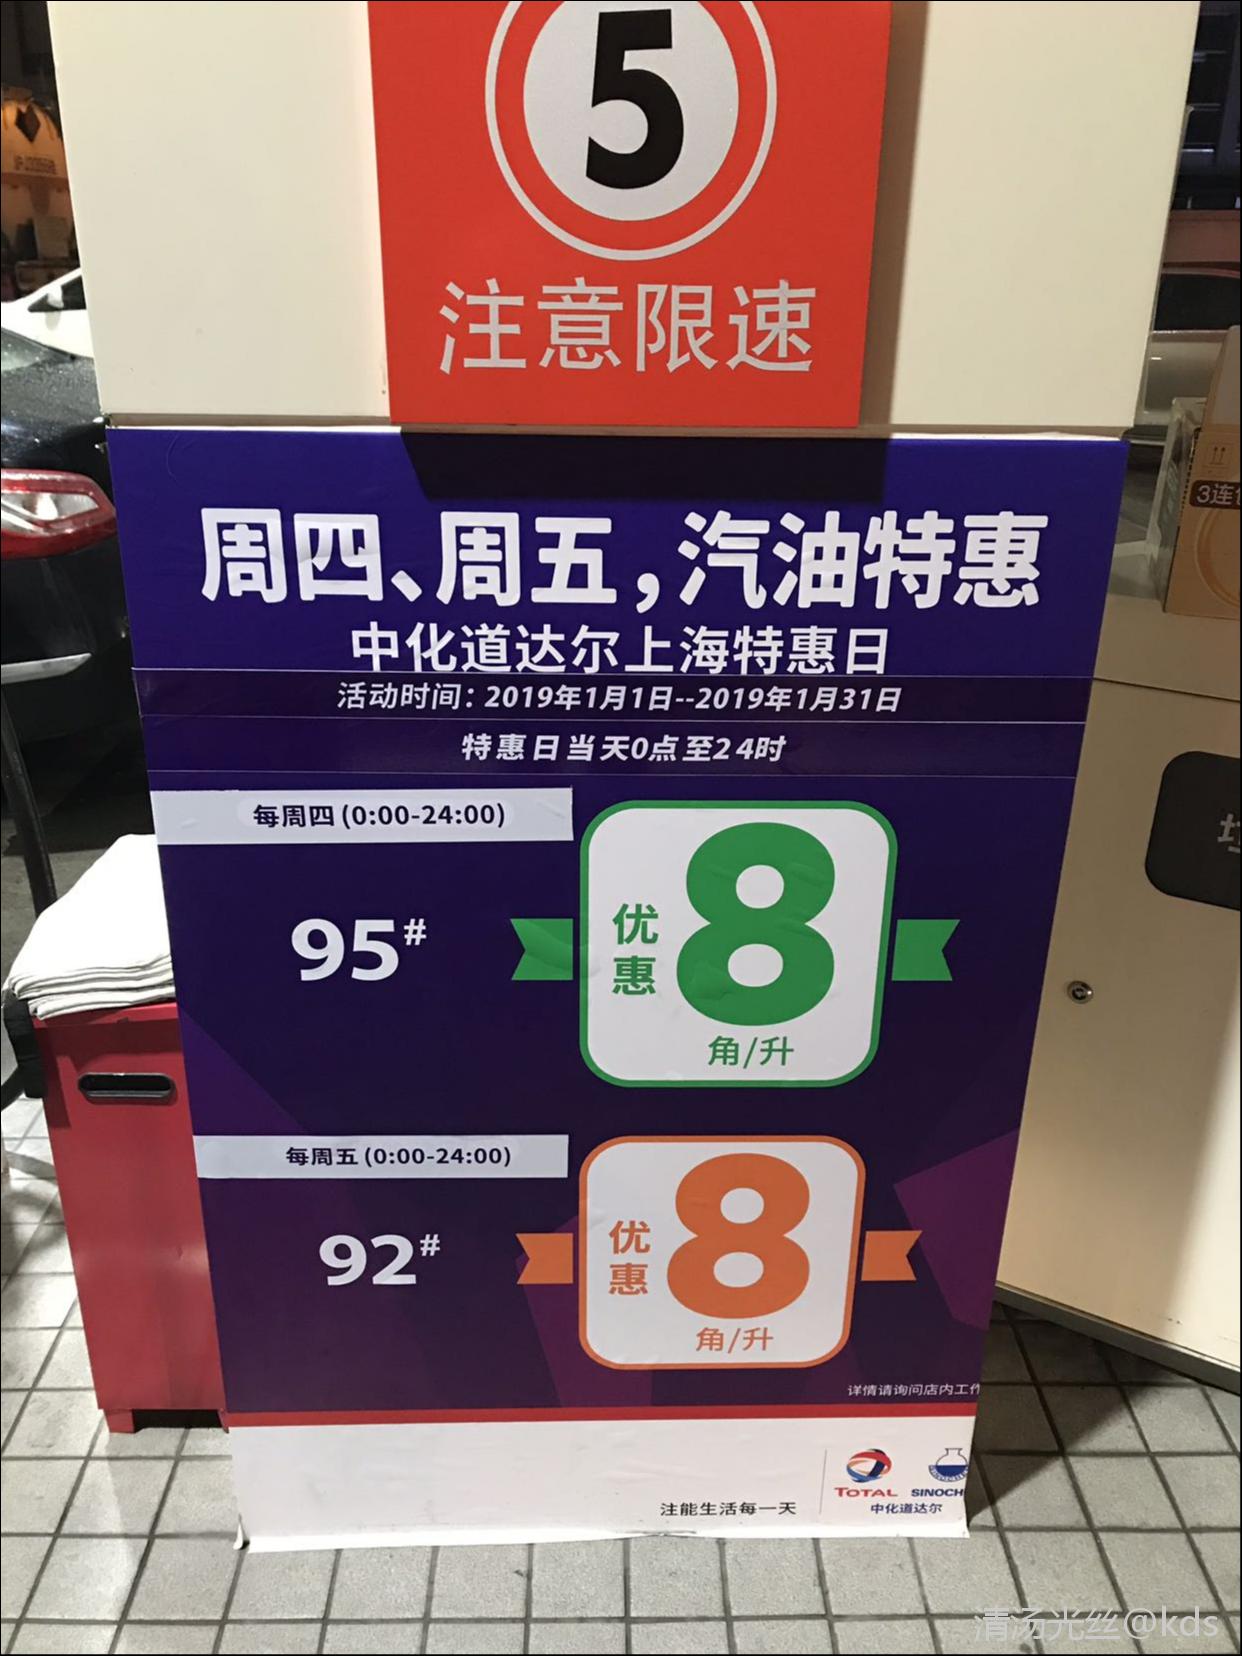 5
注意限速
周四、周五，汽油特惠
中化道达尔上海特惠日
活动时间：2019年1月1日--2019年1月31日
特惠日当天0点至24时
每周四(0:00-24:00)
95#
优惠
8
角/升
每周五(0:00-24:00)
92#
优惠
8
角/升
详情请询问店内工作
注能生活每一天
TOTAL
SINOCH
中化道达尔
3连
清汤光丝@kds